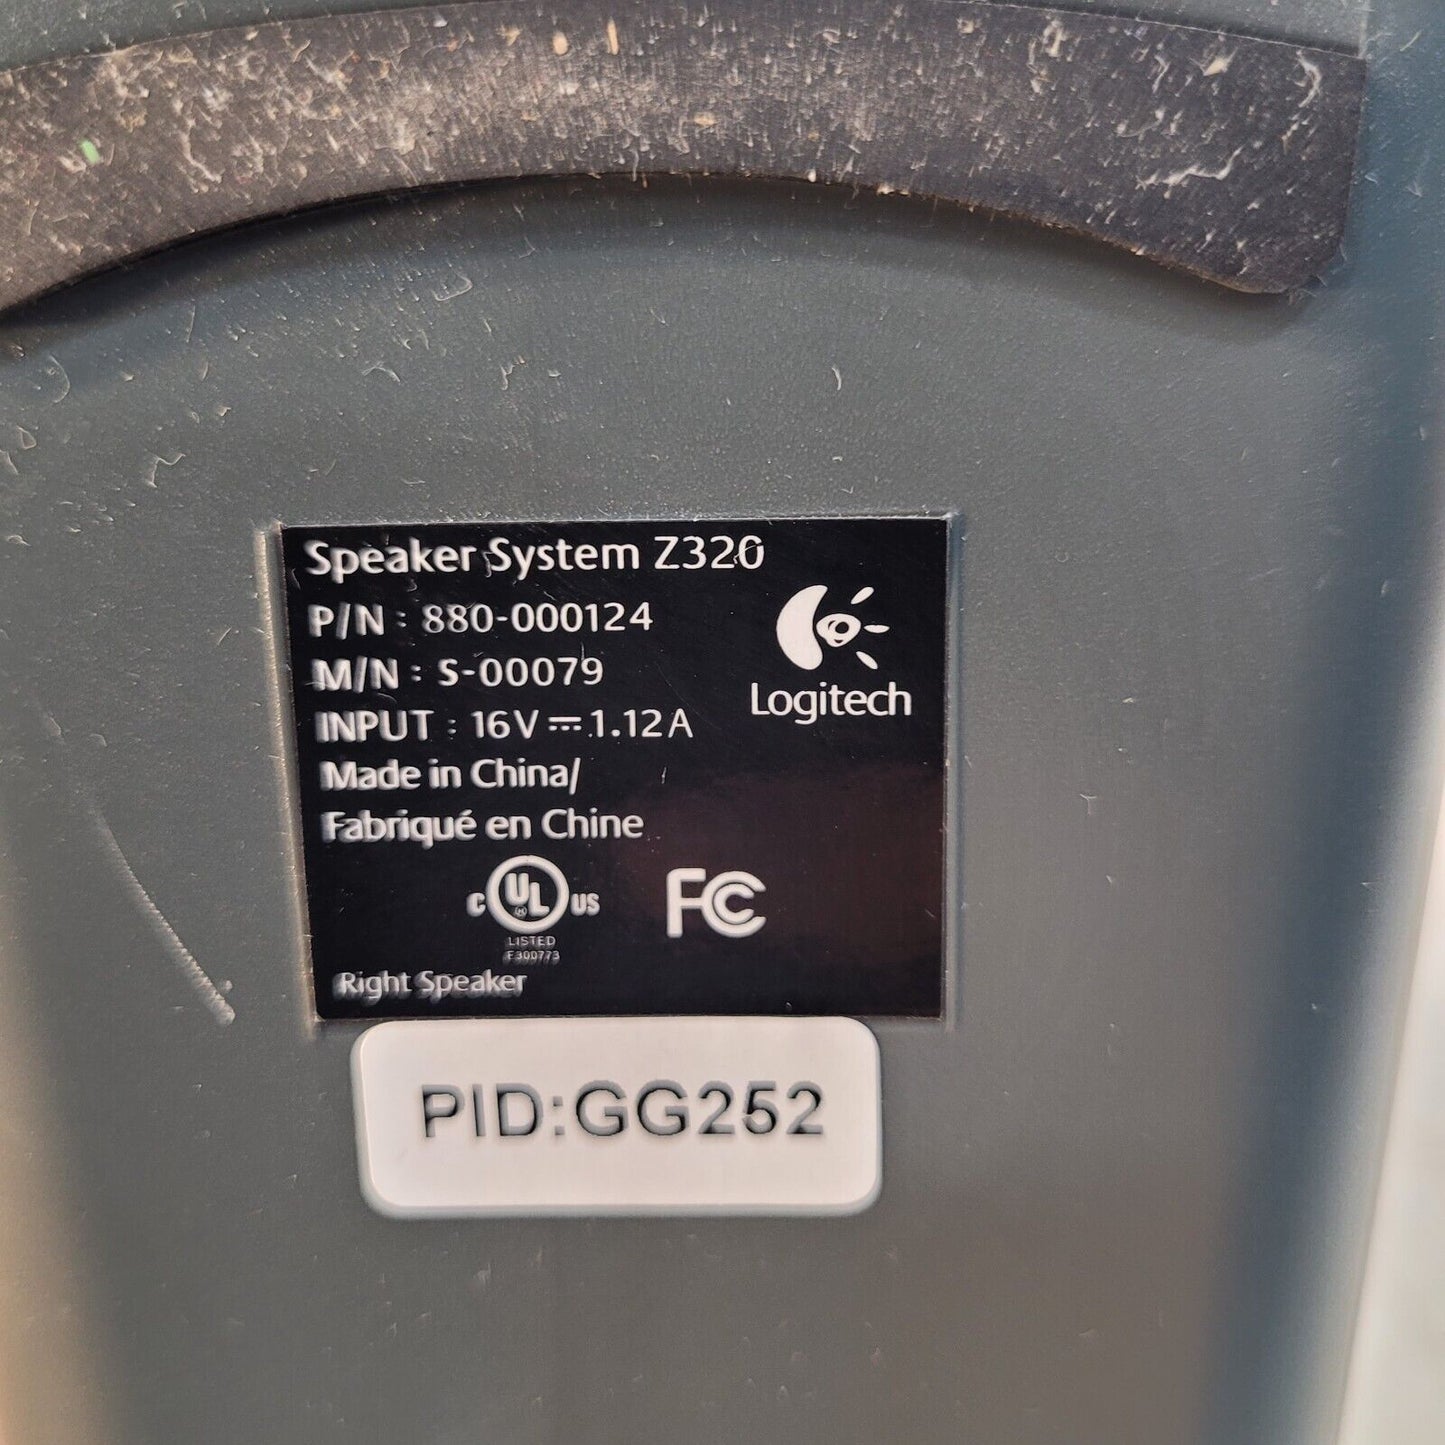 Speaker System Z320
P/N : 880-000124
M/N : S-00079
INPUT : 16V ⎓ 1.12A
Logitech
Made in China/
Fabriqué en Chine
C UL ® US
LISTED
E300773
FC
Right Speaker
PID:GG252